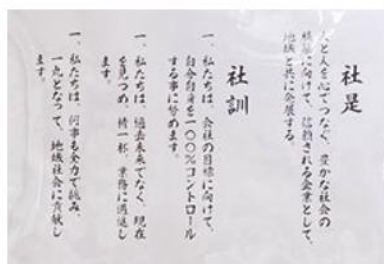 社是
人と人を心でつなぐ、豊かな社会の
構築に向けて、信頼される企業として、
地域と共に発展する。
社訓
一、私たちは、会社の目標に向けて、
自分自身を一〇〇%コントロール
する事に努めます。
一、私たちは、過去未来でなく、現在
を見つめ、精一杯、業務に邁進し
ます。
一、私たちは、何事も全力で挑み、
一丸となって、地域社会に貢献し
ます。